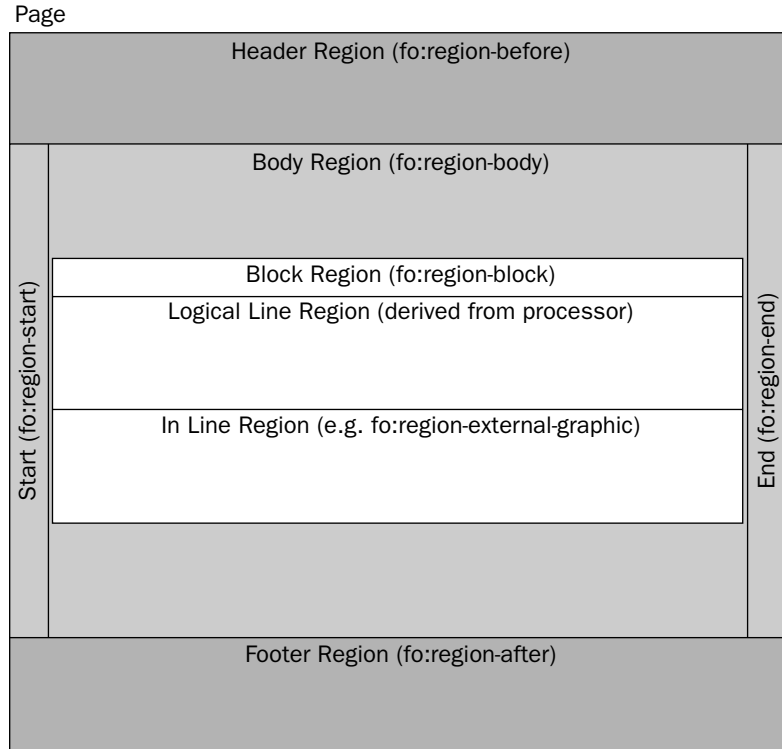 Page
Header Region (fo:region-before)
Body Region (fo:region-body)
Start (fo:region-start)
Block Region (fo:region-block)
Logical Line Region (derived from processor)
In Line Region (e.g. fo:region-external-graphic)
End (fo:region-end)
Footer Region (fo:region-after)